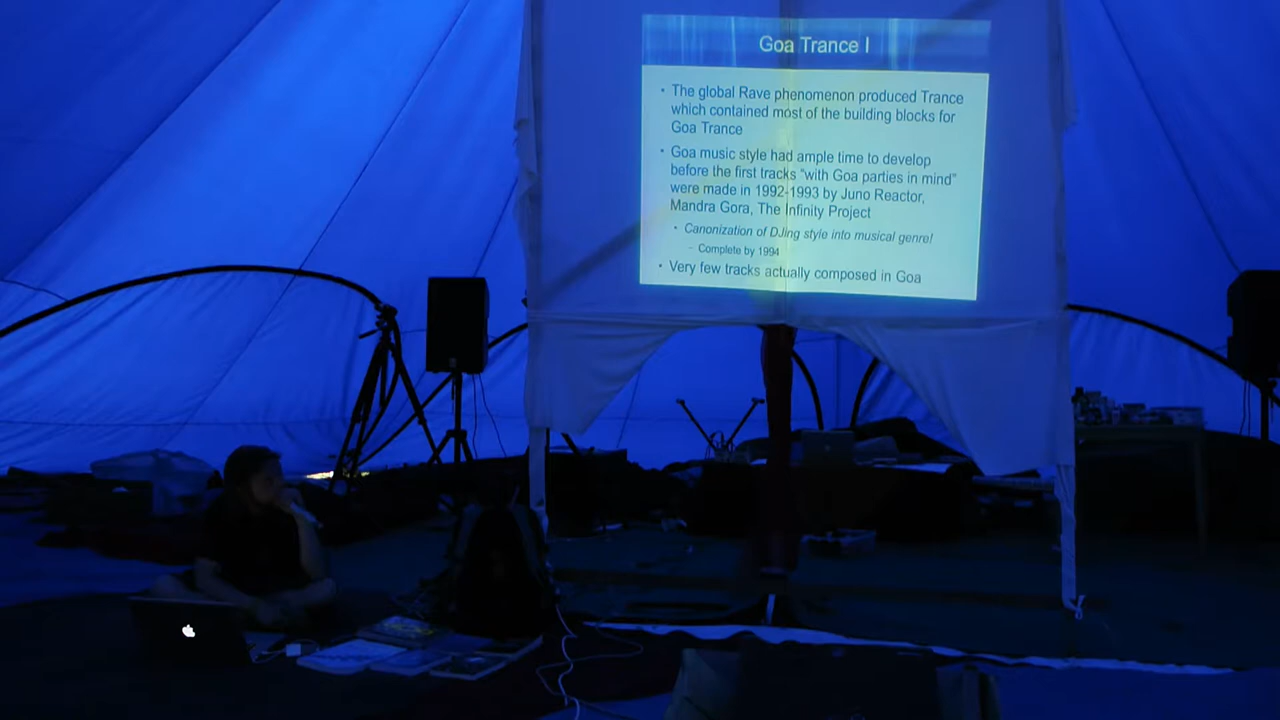 Goa Trance I
• The global Rave phenomenon produced Trance
which contained most of the building blocks for
Goa Trance
• Goa music style had ample time to develop
before the first tracks "with Goa parties in mind"
were made in 1992-1993 by Juno Reactor,
Mandra Gora, The Infinity Project
• Canonization of DJing style into musical genre!
– Complete by 1994
• Very few tracks actually composed in Goa